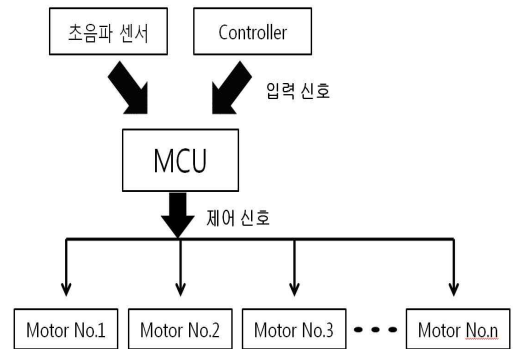 초음파 센서
Controller
입력 신호
MCU
제어 신호
Motor No.1
Motor No.2
Motor No.3
Motor No.n